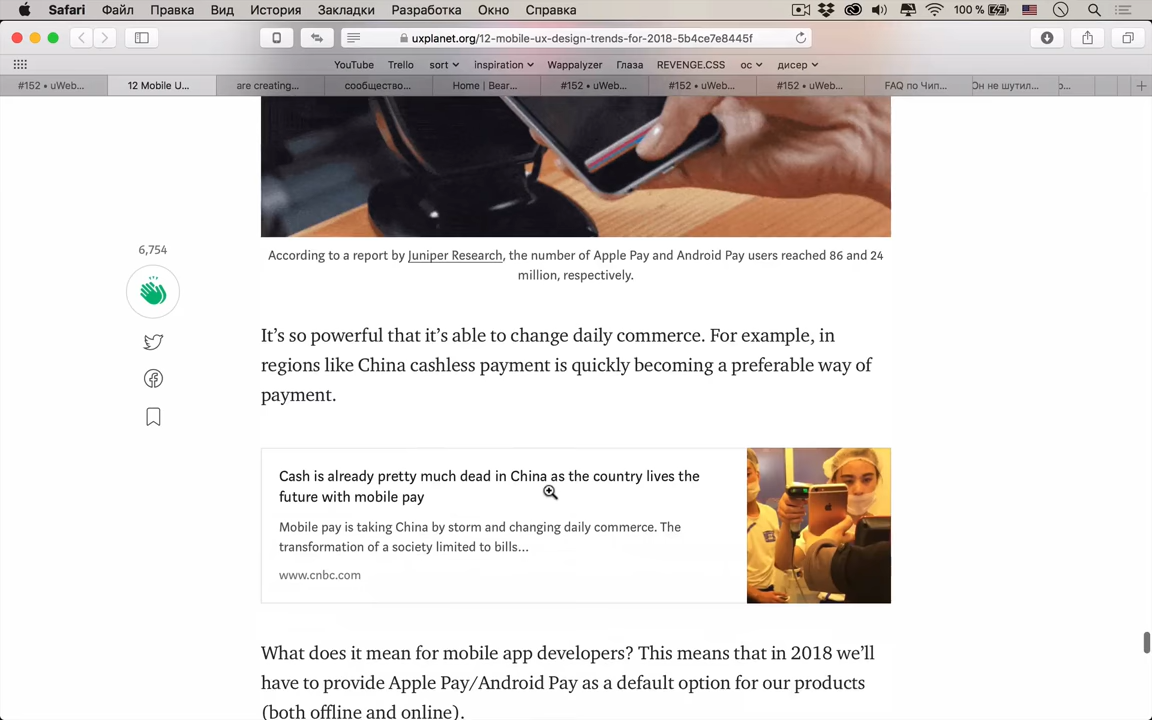 Safari Файл Правка Вид История Закладки Разработка Окно Справка 100 %
uxplanet.org/12-mobile-ux-design-trends-for-2018-5b4ce7e8445f
YouTube Trello sort inspiration Wappalyzer Глаза REVENGE.CSS ос дисер
#152 • uWeb... 12 Mobile U... are creating... сообщество... Home | Bear... #152 • uWeb... #152 • uWeb... #152 • uWeb... FAQ по Чип... Он не шутил...
6,754
According to a report by Juniper Research, the number of Apple Pay and Android Pay users reached 86 and 24
million, respectively.
It’s so powerful that it’s able to change daily commerce. For example, in
regions like China cashless payment is quickly becoming a preferable way of
payment.
Cash is already pretty much dead in China as the country lives the
future with mobile pay
Mobile pay is taking China by storm and changing daily commerce. The
transformation of a society limited to bills...
www.cnbc.com
What does it mean for mobile app developers? This means that in 2018 we’ll
have to provide Apple Pay/Android Pay as a default option for our products
(both offline and online).